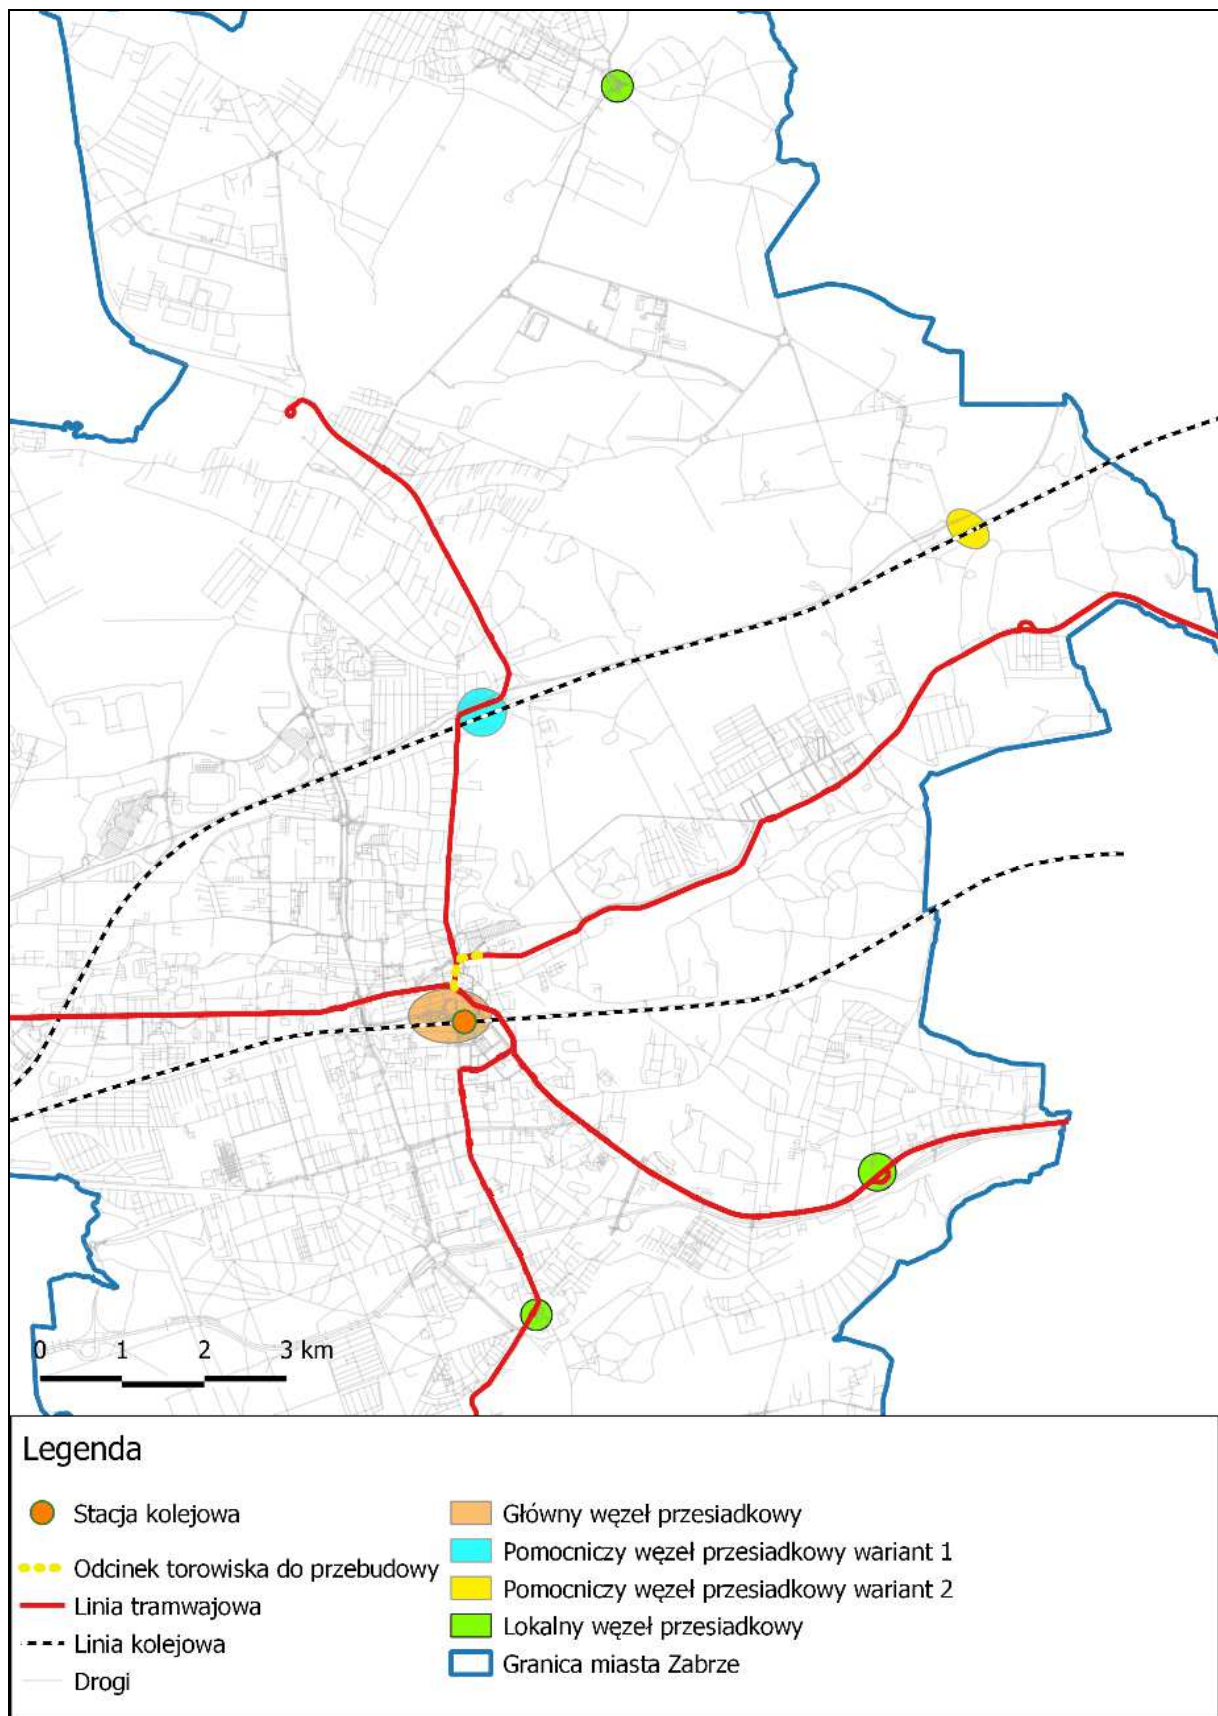 0 1 2 3 km
Legenda
Stacja kolejowa
Odcinek torowiska do przebudowy
Linia tramwajowa
Linia kolejowa
Drogi
Główny węzeł przesiadkowy
Pomocniczy węzeł przesiadkowy wariant 1
Pomocniczy węzeł przesiadkowy wariant 2
Lokalny węzeł przesiadkowy
Granica miasta Zabrze